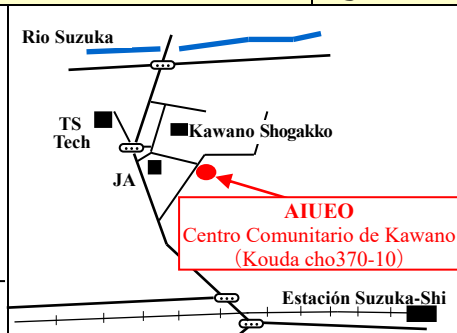 Rio Suzuka
TS
Tech
Kawano Shogakko
JA
AIUEO
Centro Comunitario de Kawano
(Kouda cho370-10)
Estación Suzuka-Shi